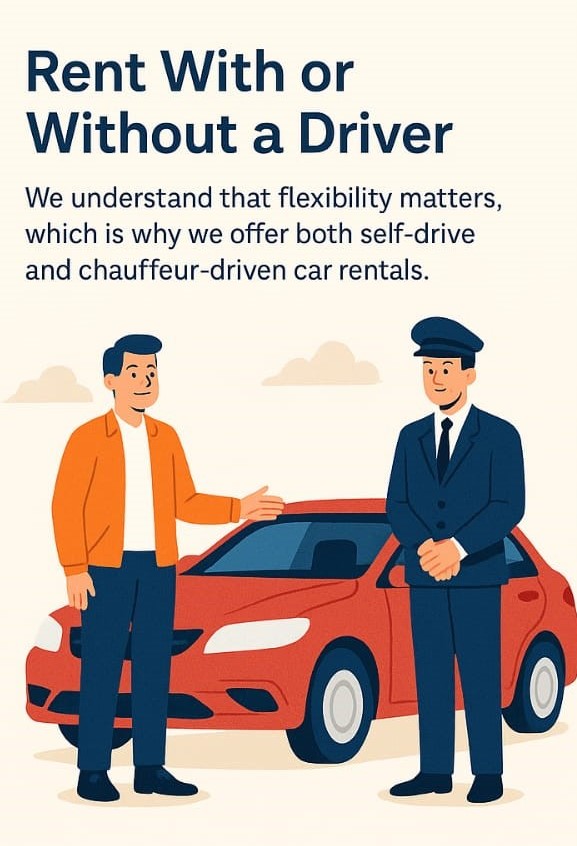 Rent With or
Without a Driver
We understand that flexibility matters,
which is why we offer both self-drive
and chauffeur-driven car rentals.